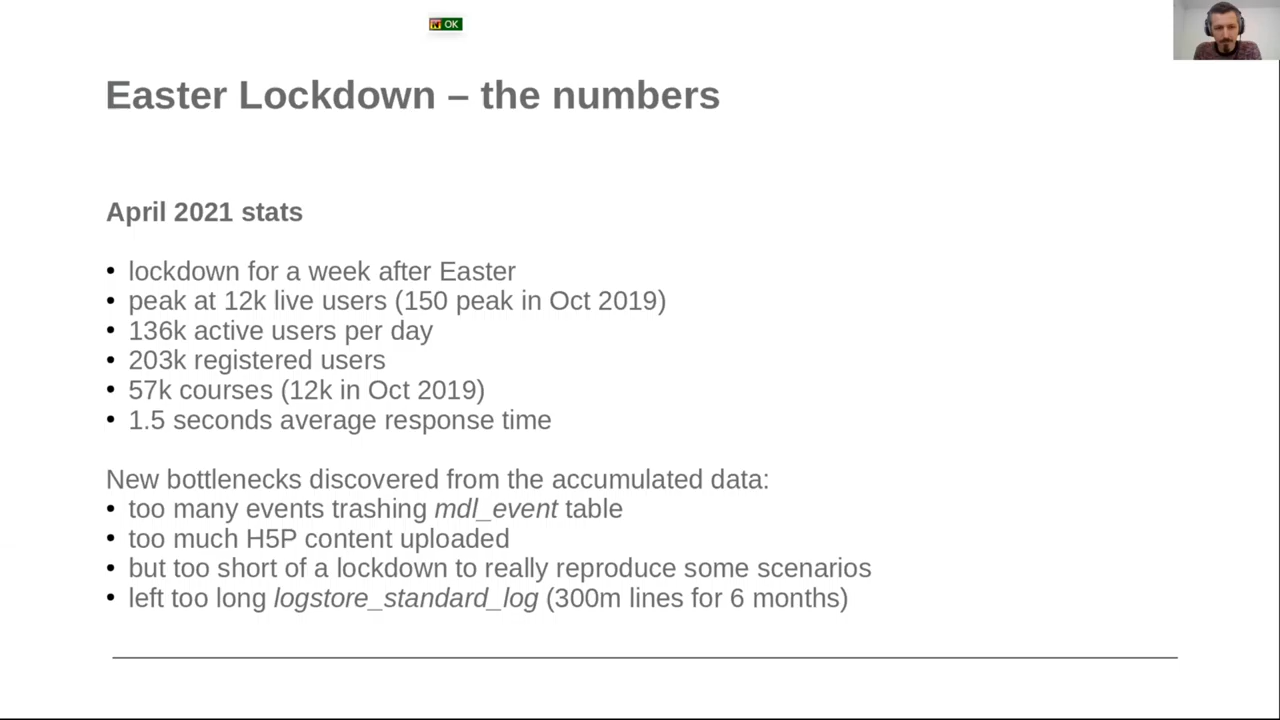 OK
Easter Lockdown – the numbers
April 2021 stats
• lockdown for a week after Easter
• peak at 12k live users (150 peak in Oct 2019)
• 136k active users per day
• 203k registered users
• 57k courses (12k in Oct 2019)
• 1.5 seconds average response time
New bottlenecks discovered from the accumulated data:
• too many events trashing mdl_event table
• too much H5P content uploaded
• but too short of a lockdown to really reproduce some scenarios
• left too long logstore_standard_log (300m lines for 6 months)